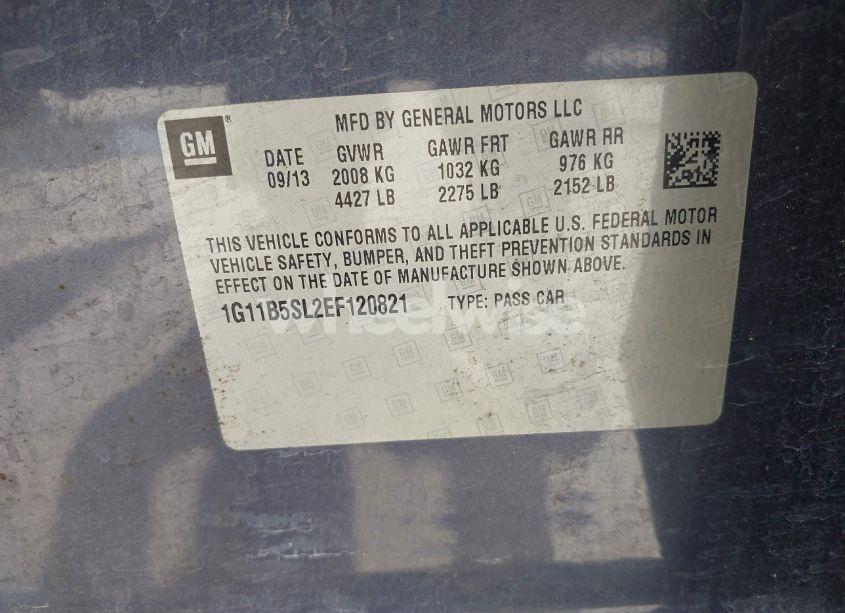 MFD BY GENERAL MOTORS LLC
GM ®
DATE GVWR GAWR FRT GAWR RR
09/13 2008 KG 1032 KG 976 KG
4427 LB 2275 LB 2152 LB
THIS VEHICLE CONFORMS TO ALL APPLICABLE U.S. FEDERAL MOTOR
VEHICLE SAFETY, BUMPER, AND THEFT PREVENTION STANDARDS IN
EFFECT ON THE DATE OF MANUFACTURE SHOWN ABOVE.
1G11B5SL2EF120821 TYPE: PASS CAR
wheelwise